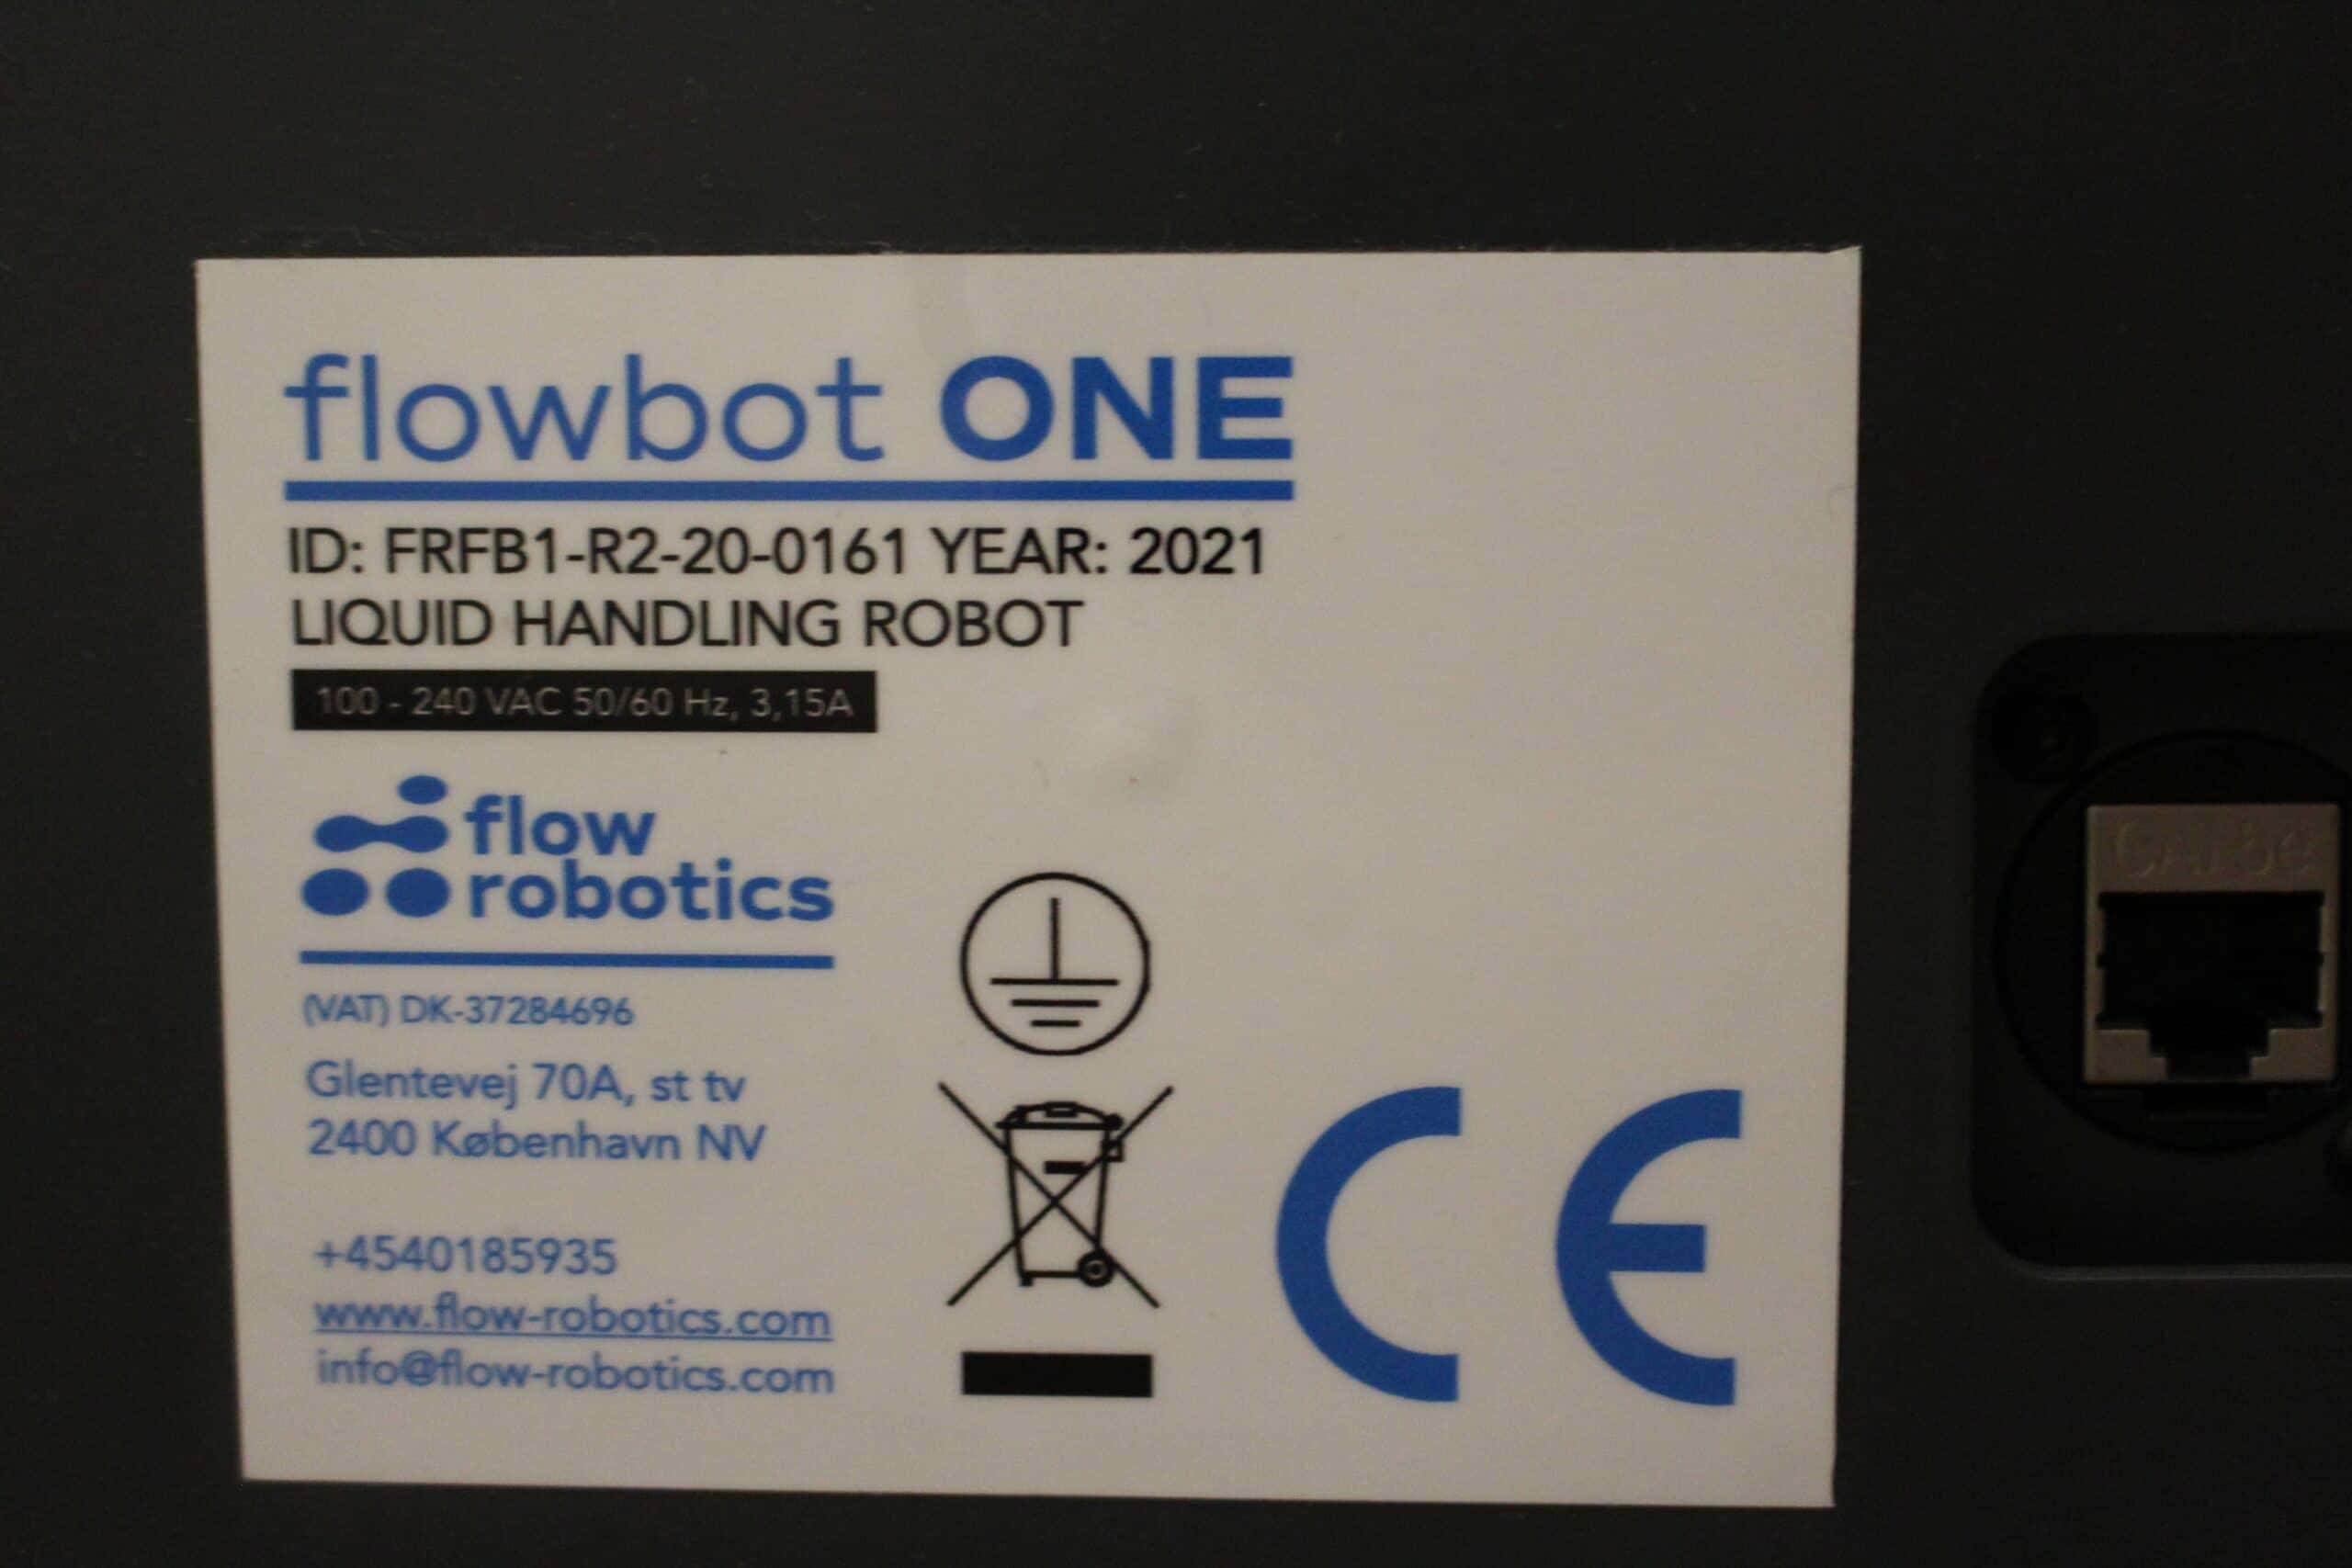 flowbot ONE
ID: FRFB1-R2-20-0161 YEAR: 2021
LIQUID HANDLING ROBOT
100 - 240 VAC 50/60 Hz, 3,15A
flow
robotics
(VAT) DK-37284696
Glentevej 70A, st tv
2400 København NV
+4540185935
www.flow-robotics.com
info@flow-robotics.com
CE
CAT5e